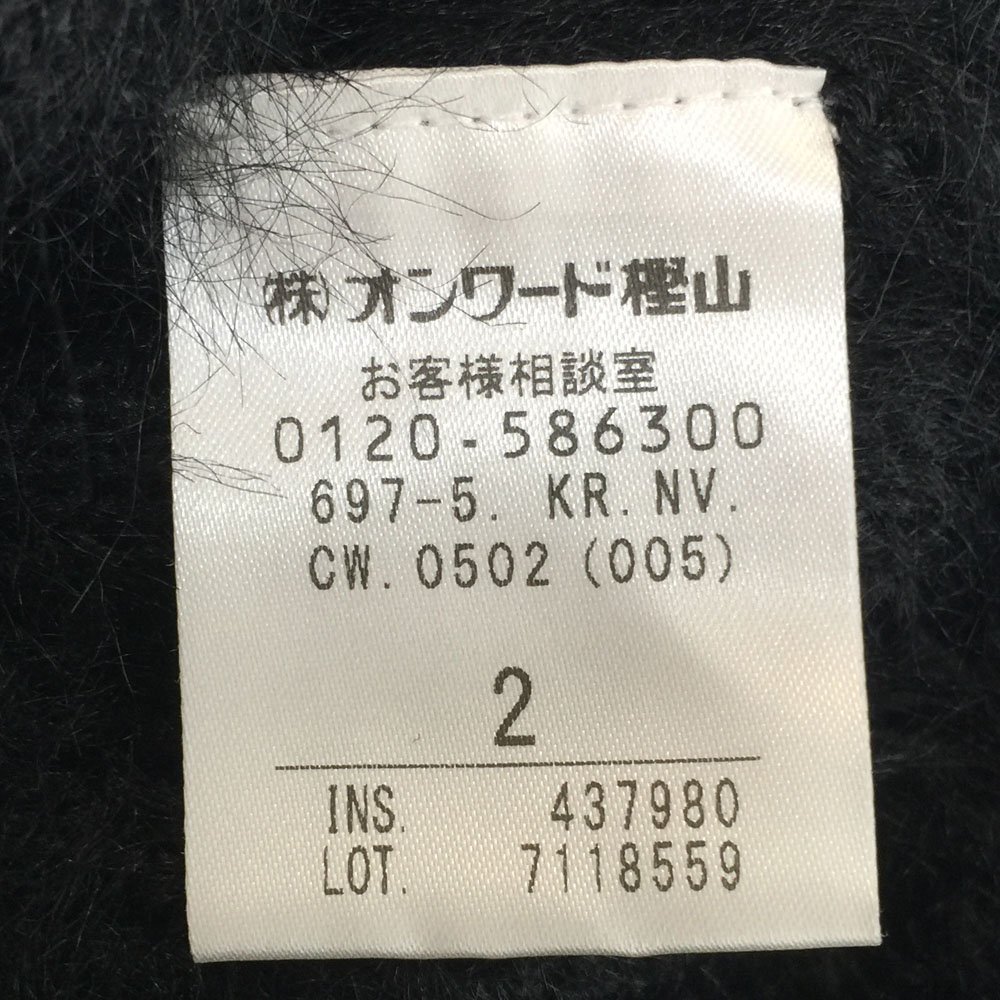 (株)オンワード樫山
お客様相談室
0120-586300
697-5. KR. NV.
CW. 0502 (005)
2
INS. 437980
LOT. 7118559